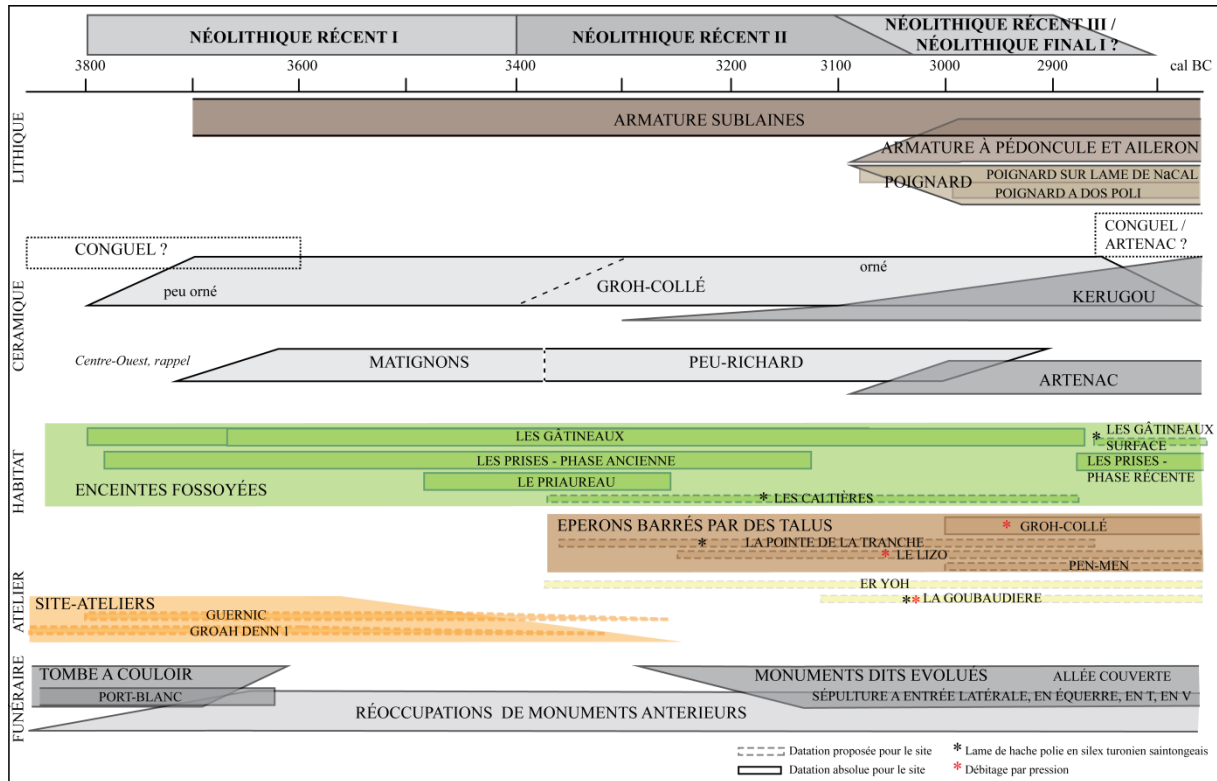 NÉOLITHIQUE RÉCENT I
NÉOLITHIQUE RÉCENT II
NÉOLITHIQUE RÉCENT III /
NÉOLITHIQUE FINAL I ?
3800
3600
3400
3200
3100
3000
2900
cal BC
LITHIQUE
ARMATURE SUBLAINES
ARMATURE À PÉDONCULE ET AILERON
POIGNARD
POIGNARD SUR LAME DE NaCAL
POIGNARD A DOS POLI
CÉRAMIQUE
CONGUEL ?
CONGUEL /
ARTENAC ?
peu orné
orné
GROH-COLLÉ
KERUGOU
Centre-Ouest, rappel
MATIGNONS
PEU-RICHARD
ARTENAC
HABITAT
LES GÂTINEAUX
* LES GÂTINEAUX
SURFACE
LES PRISES - PHASE ANCIENNE
LES PRISES -
PHASE RÉCENTE
ENCEINTES FOSSOYÉES
LE PRIAUREAU
* LES CALTIÈRES
EPERONS BARRÉS PAR DES TALUS
* GROH-COLLÉ
* LA POINTE DE LA TRANCHE
* LE LIZO
PEN-MEN
ATELIER
ER YOH
** LA GOUBAUDIERE
SITE-ATELIERS
GUERNIC
GROAH DENN 1
FUNÉRAIRE
TOMBE A COULOIR
PORT-BLANC
MONUMENTS DITS EVOLUÉS
ALLÉE COUVERTE
SÉPULTURE A ENTRÉE LATÉRALE, EN ÉQUERRE, EN T, EN V
RÉOCCUPATIONS DE MONUMENTS ANTERIEURS
Datation proposée pour le site
* Lame de hache polie en silex turonien saintongeais
Datation absolue pour le site
* Débitage par pression